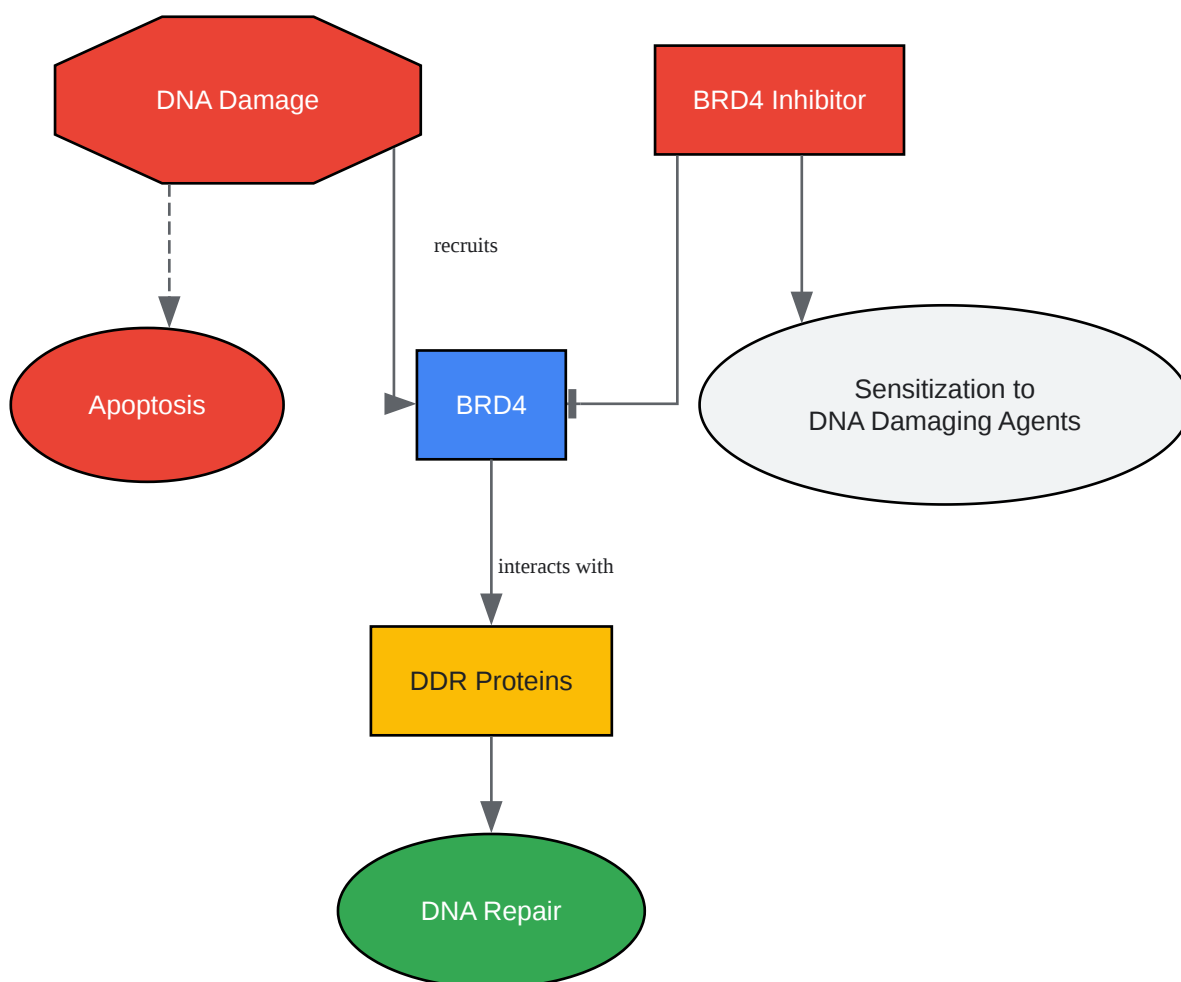 DNA Damage
BRD4 Inhibitor
recruits
Apoptosis
BRD4
Sensitization to
DNA Damaging Agents
interacts with
DDR Proteins
DNA Repair